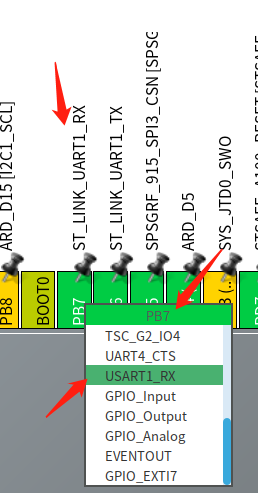 ARD_D15 [I2C1_SCL]
ST_LINK_UART1_RX
ST_LINK_UART1_TX
SPSGRF_915_SPI3_CSN [SPSG
ARD_D5
SYS_JTD0_SWO
PB8
BOOT0
PB7
PB7
TSC_G2_IO4
UART4_CTS
USART1_RX
GPIO_Input
GPIO_Output
GPIO_Analog
EVENTOUT
GPIO_EXTI7